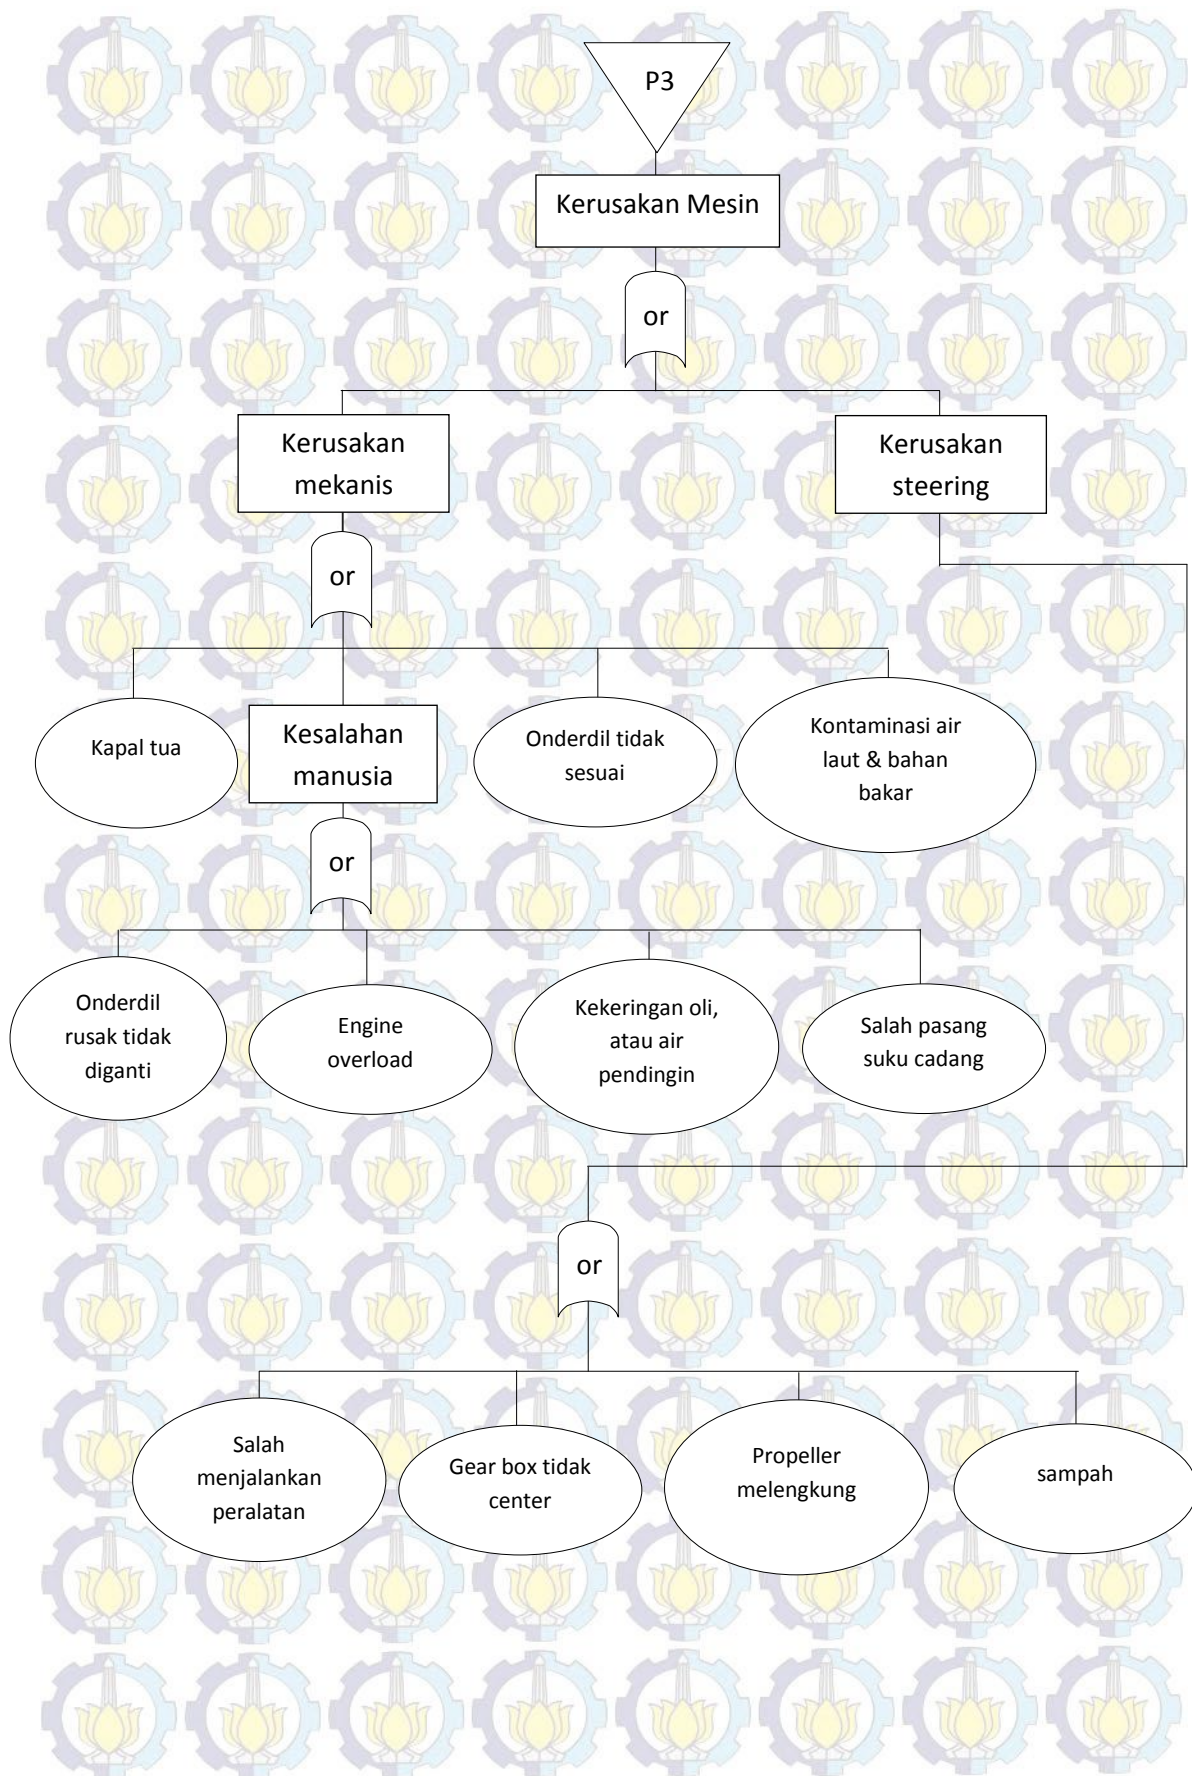 P3
Kerusakan Mesin
or
Kerusakan
mekanis
Kerusakan
steering
or
Kapal tua
Kesalahan
manusia
Onderdil tidak
sesuai
Kontaminasi air
laut & bahan
bakar
or
Onderdil
rusak tidak
diganti
Engine
overload
Kekeringan oli,
atau air
pendingin
Salah pasang
suku cadang
or
Salah
menjalankan
peralatan
Gear box tidak
center
Propeller
melengkung
sampah